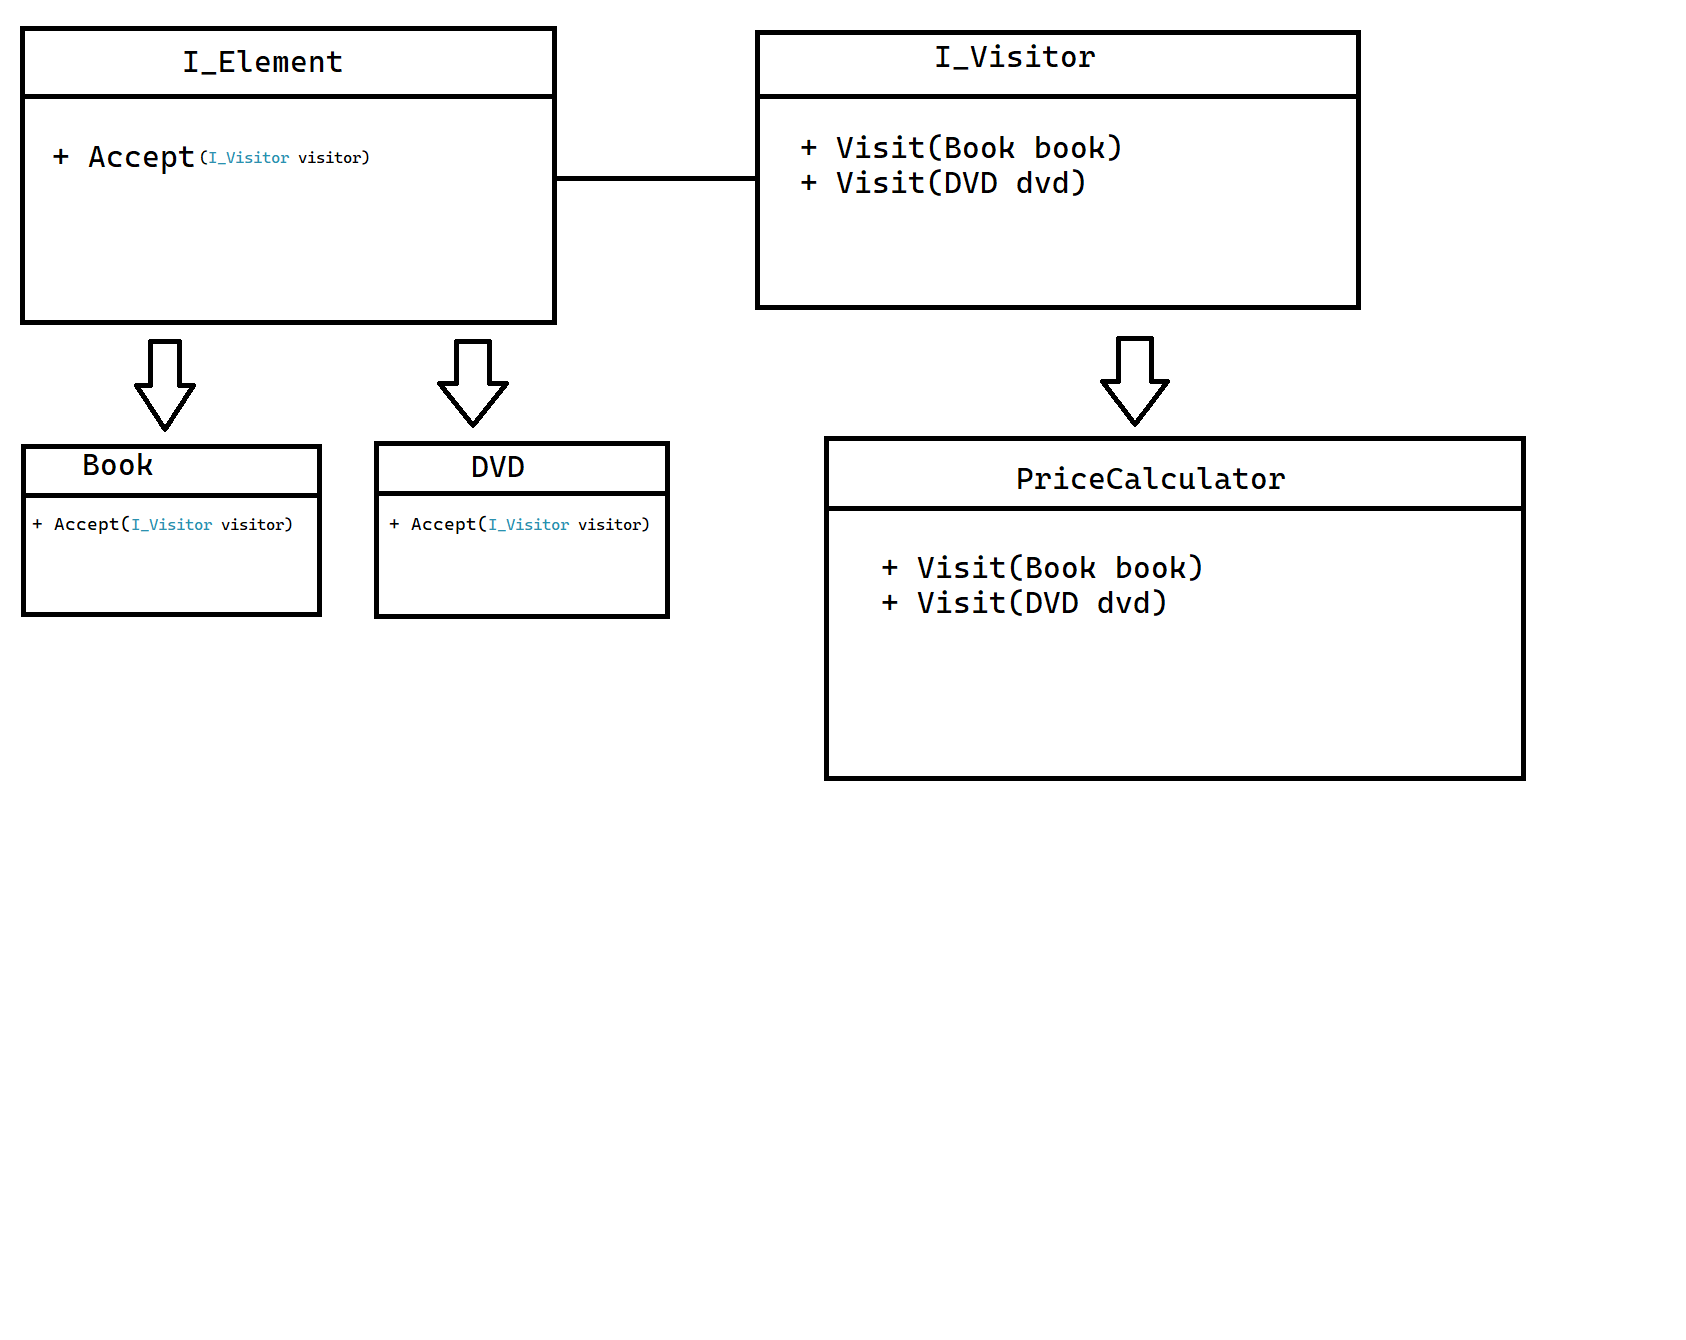 I_Element
+ Accept(I_Visitor visitor)
I_Visitor
+ Visit(Book book)
+ Visit(DVD dvd)
Book
+ Accept(I_Visitor visitor)
DVD
+ Accept(I_Visitor visitor)
PriceCalculator
+ Visit(Book book)
+ Visit(DVD dvd)